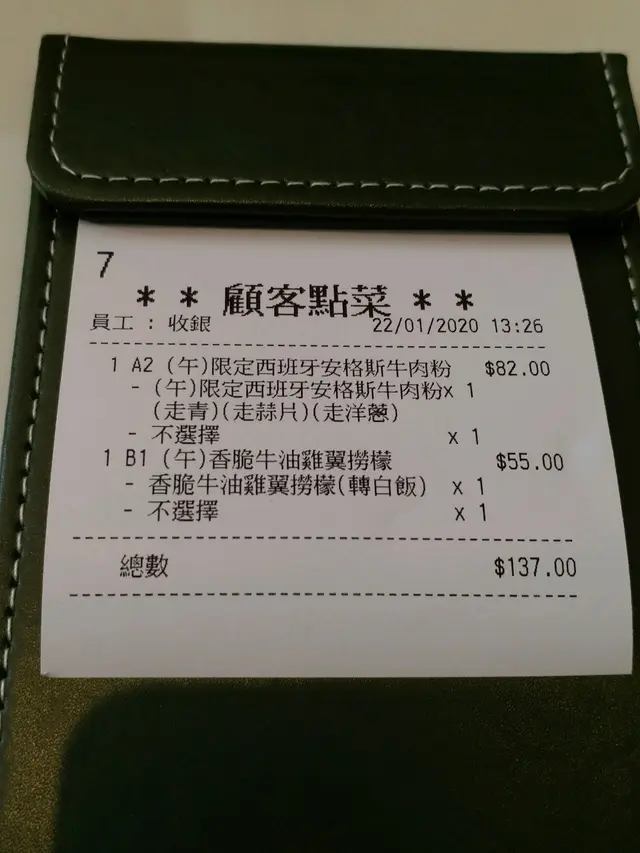 7
* * 顧客點菜 * *
員工 : 收銀 22/01/2020 13:26
1 A2 (午)限定西班牙安格斯牛肉粉 $82.00
- (午)限定西班牙安格斯牛肉粉x 1
(走青)(走蒜片)(走洋蔥)
- 不選擇 x 1
1 B1 (午)香脆牛油雞翼撈檬 $55.00
- 香脆牛油雞翼撈檬(轉白飯) x 1
- 不選擇 x 1
總數 $137.00